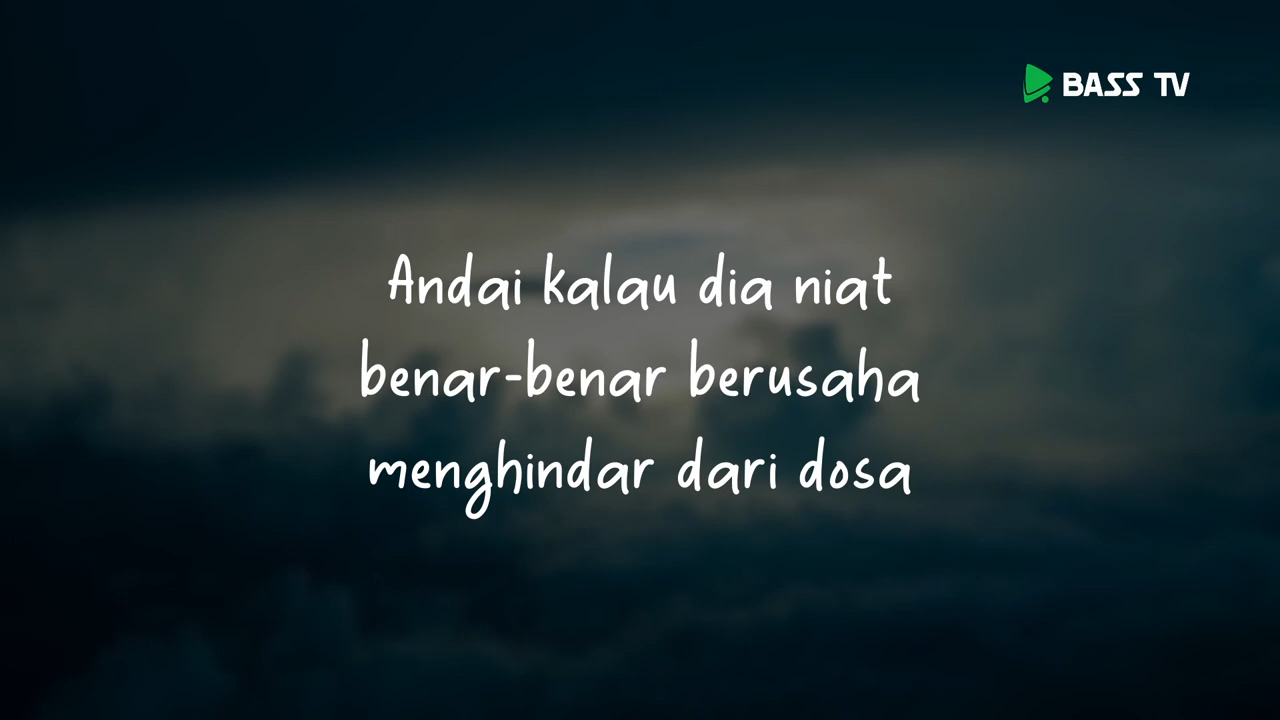 BASS TV
Andai kalau dia niat
benar-benar berusaha
menghindar dari dosa